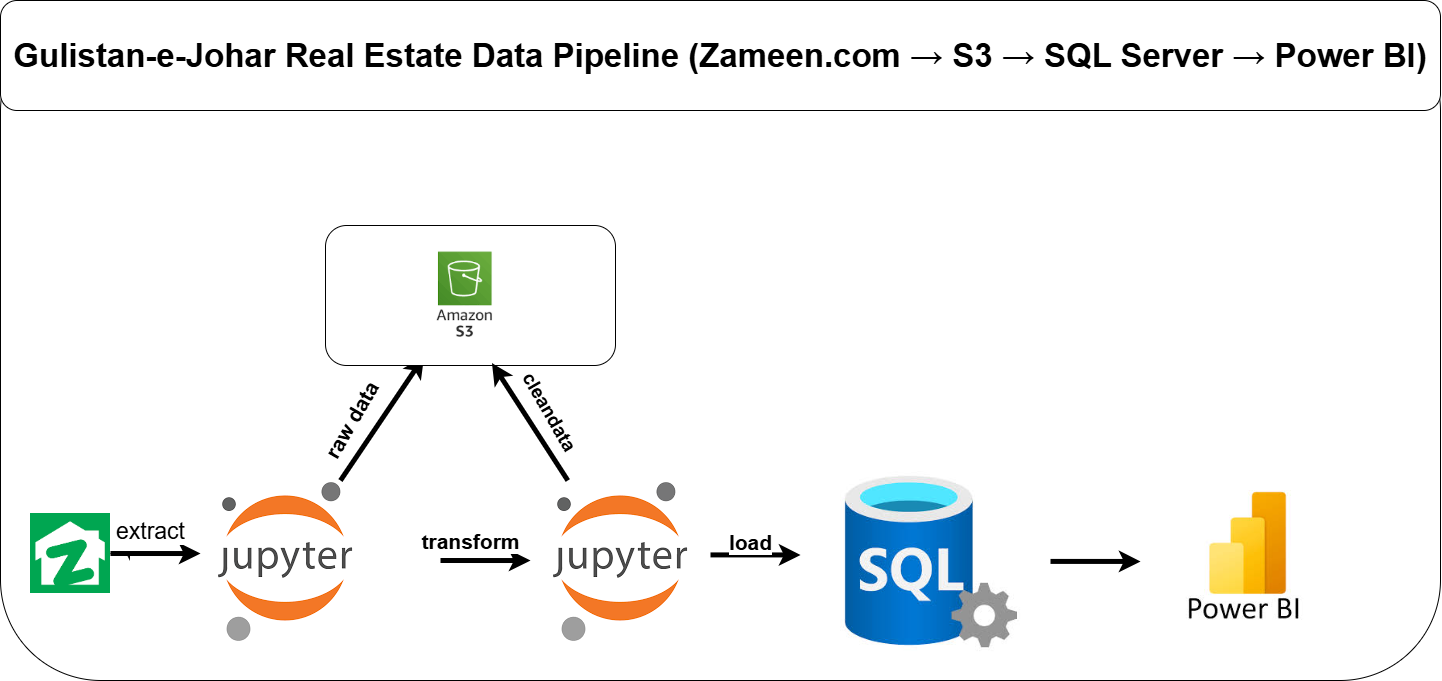 Gulistan-e-Johar Real Estate Data Pipeline (Zameen.com → S3 → SQL Server → Power BI)
Amazon
S3
raw data
cleandata
extract
jupyter
transform
jupyter
load
SQL
Power BI